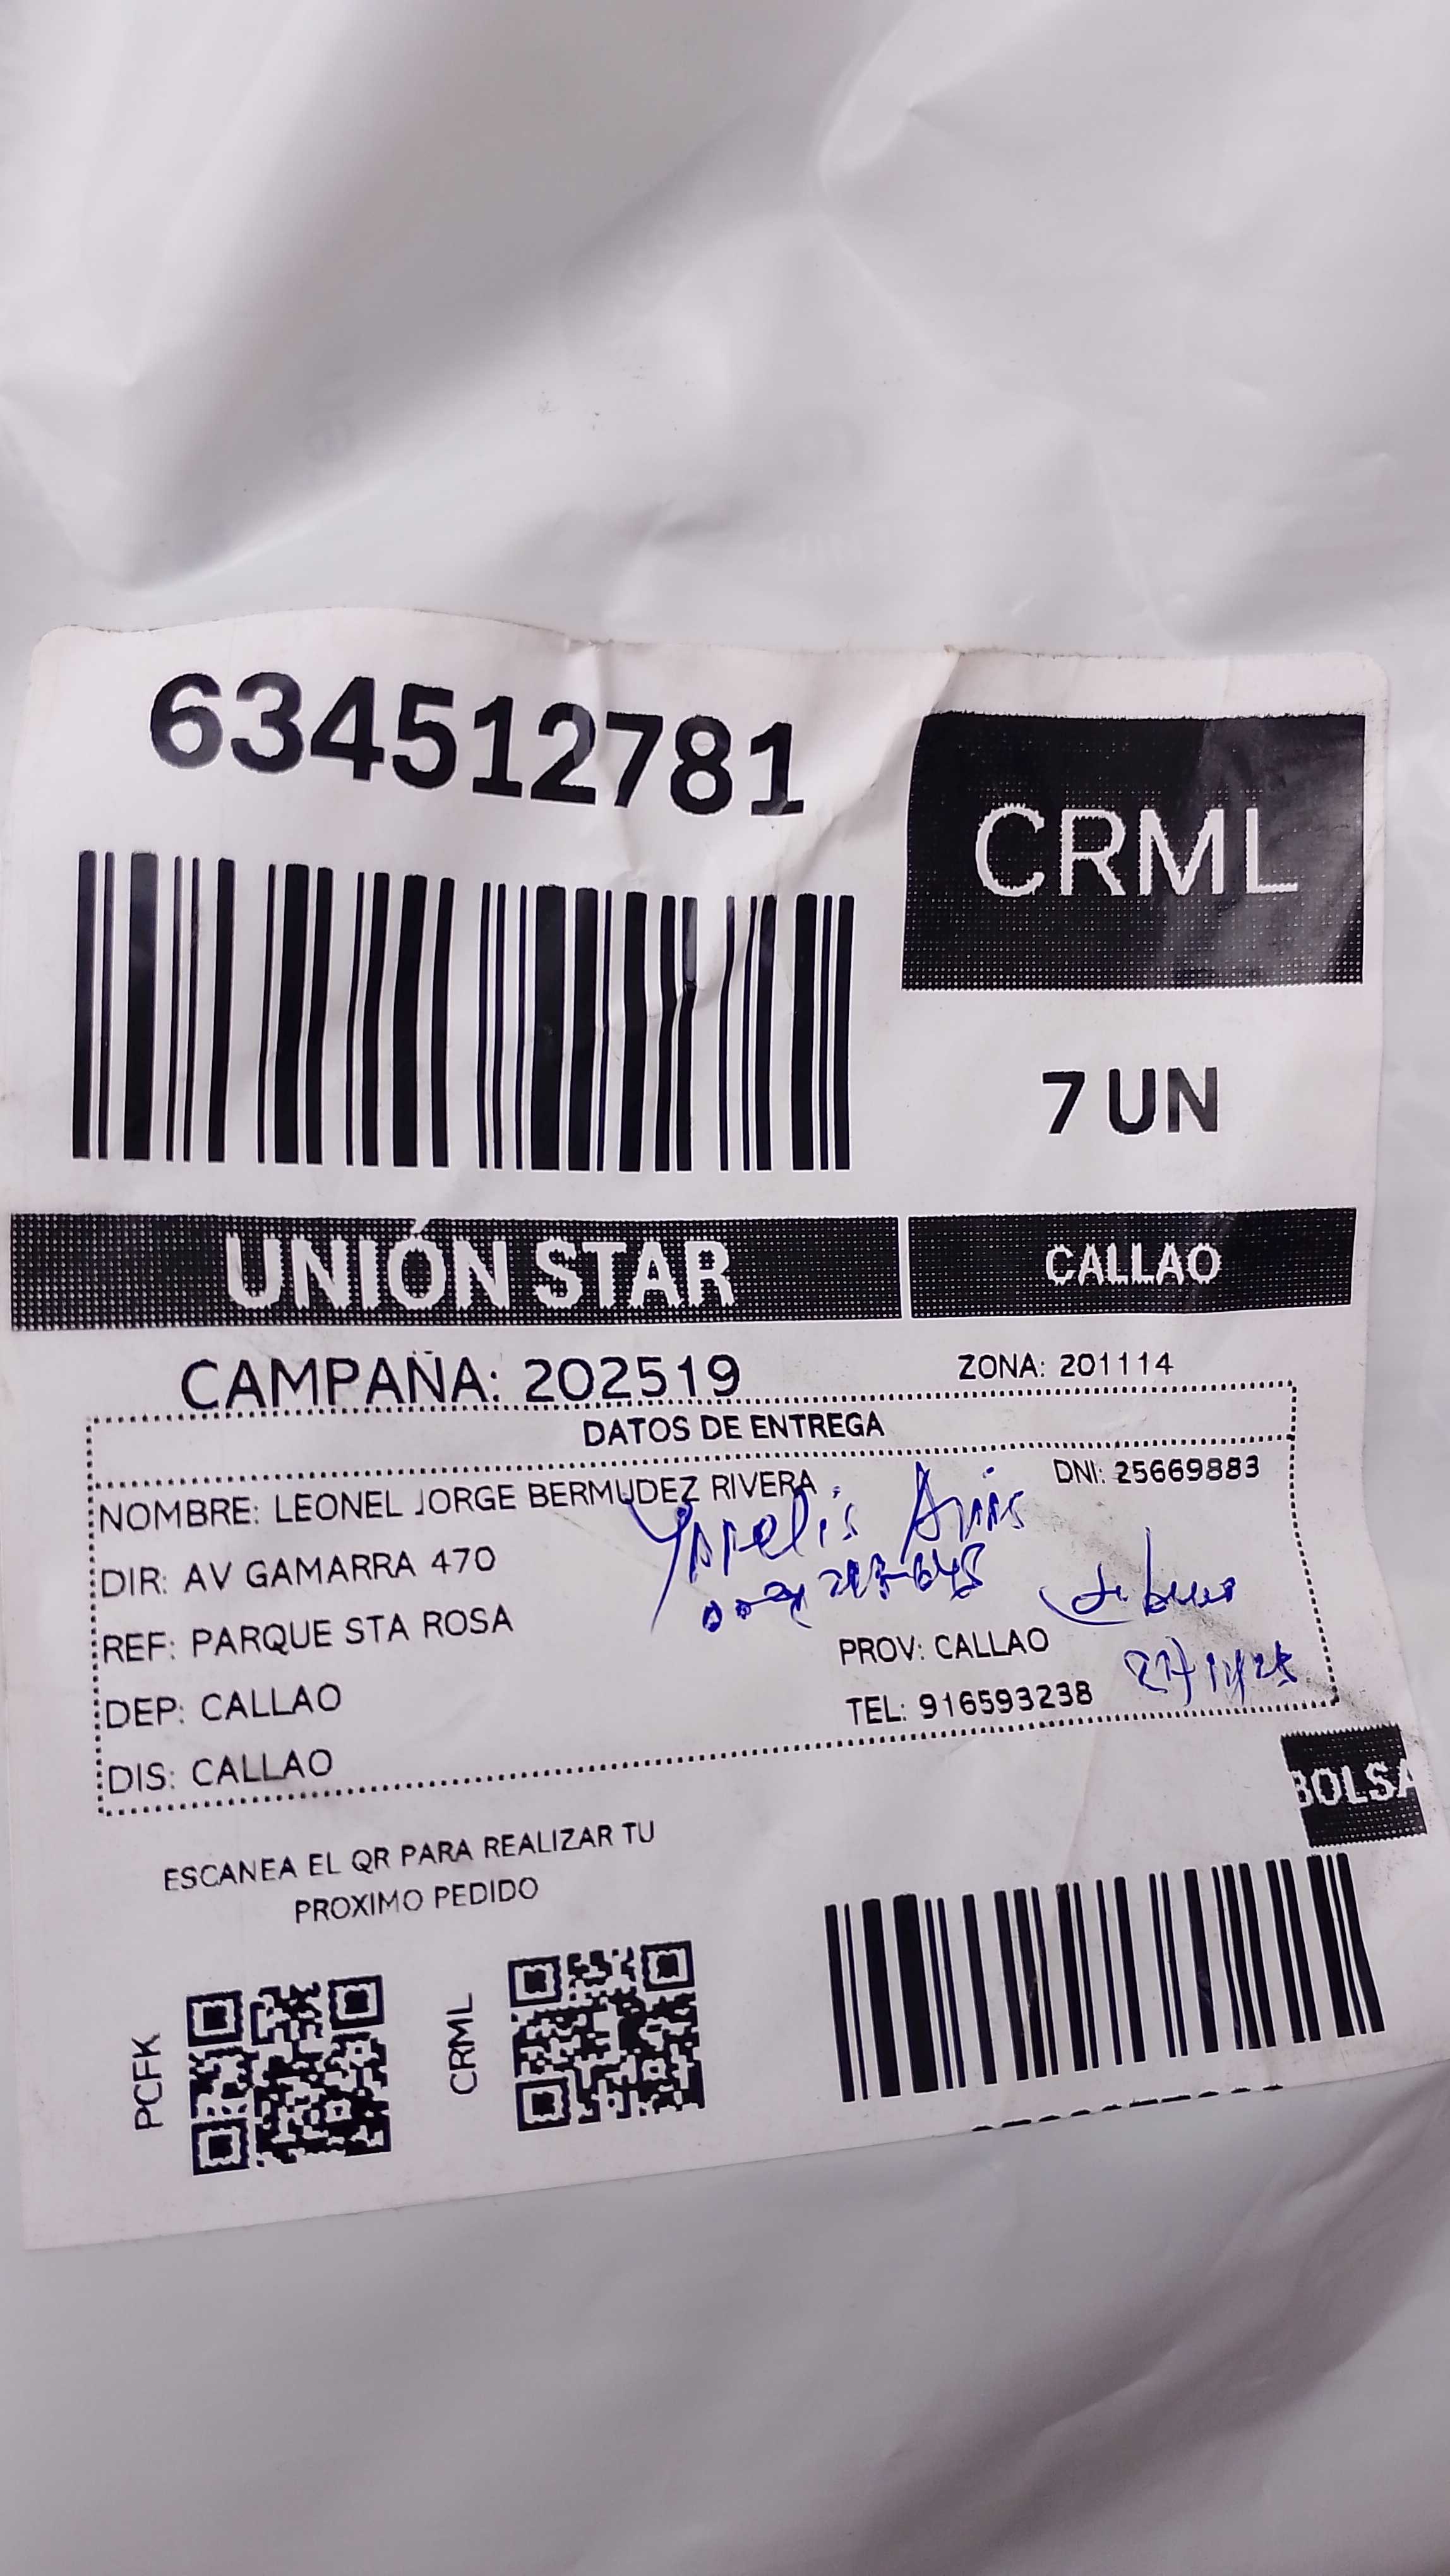 634512781
CRML
7 UN
UNIÓN STAR
CALLAO
CAMPAÑA: 202519
ZONA: 201114
DATOS DE ENTREGA
NOMBRE: LEONEL JORGE BERMUDEZ RIVERA
DNI: 25669883
DIR: AV GAMARRA 470
REF: PARQUE STA ROSA
PROV: CALLAO
DEP: CALLAO
TEL: 916593238
DIS: CALLAO
BOLSA
ESCANEA EL QR PARA REALIZAR TU
PROXIMO PEDIDO
PCFK
CRML